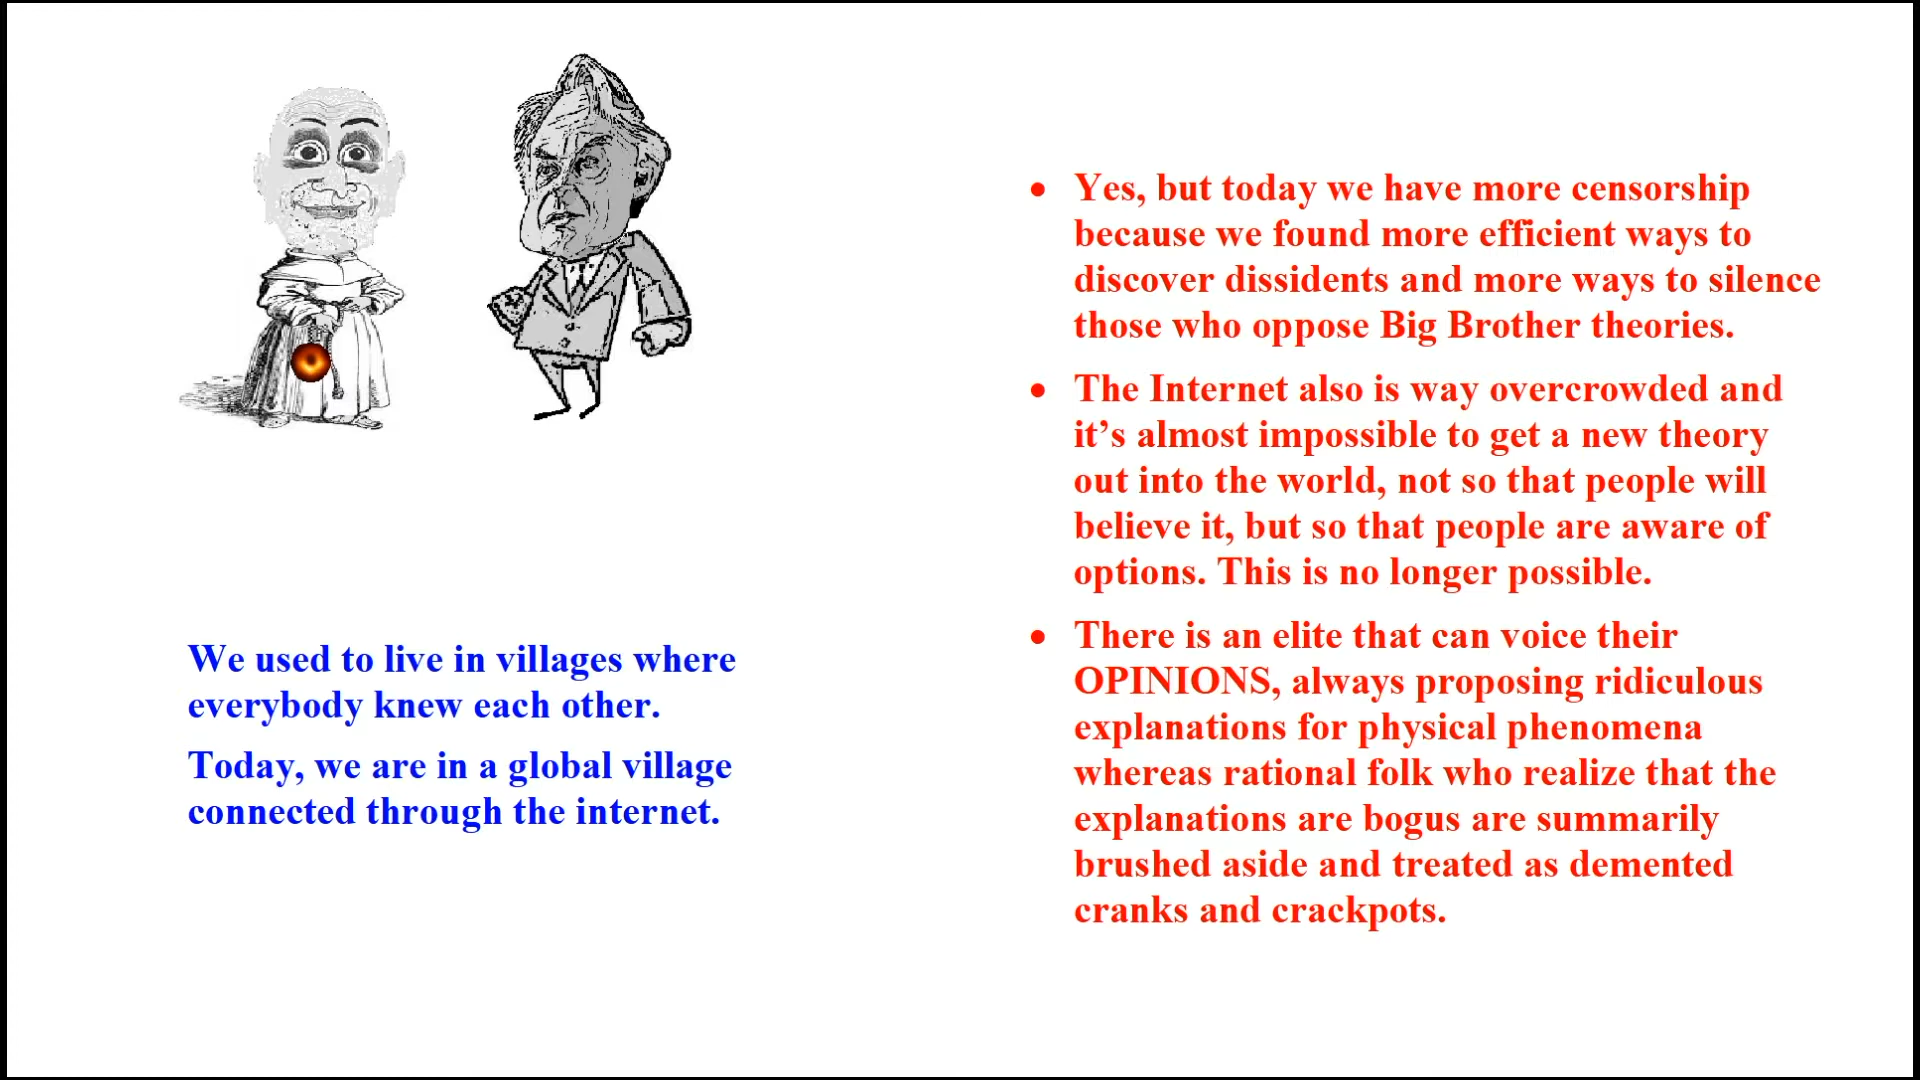 We used to live in villages where
everybody knew each other.
Today, we are in a global village
connected through the internet.
• Yes, but today we have more censorship
because we found more efficient ways to
discover dissidents and more ways to silence
those who oppose Big Brother theories.
• The Internet also is way overcrowded and
it’s almost impossible to get a new theory
out into the world, not so that people will
believe it, but so that people are aware of
options. This is no longer possible.
• There is an elite that can voice their
OPINIONS, always proposing ridiculous
explanations for physical phenomena
whereas rational folk who realize that the
explanations are bogus are summarily
brushed aside and treated as demented
cranks and crackpots.